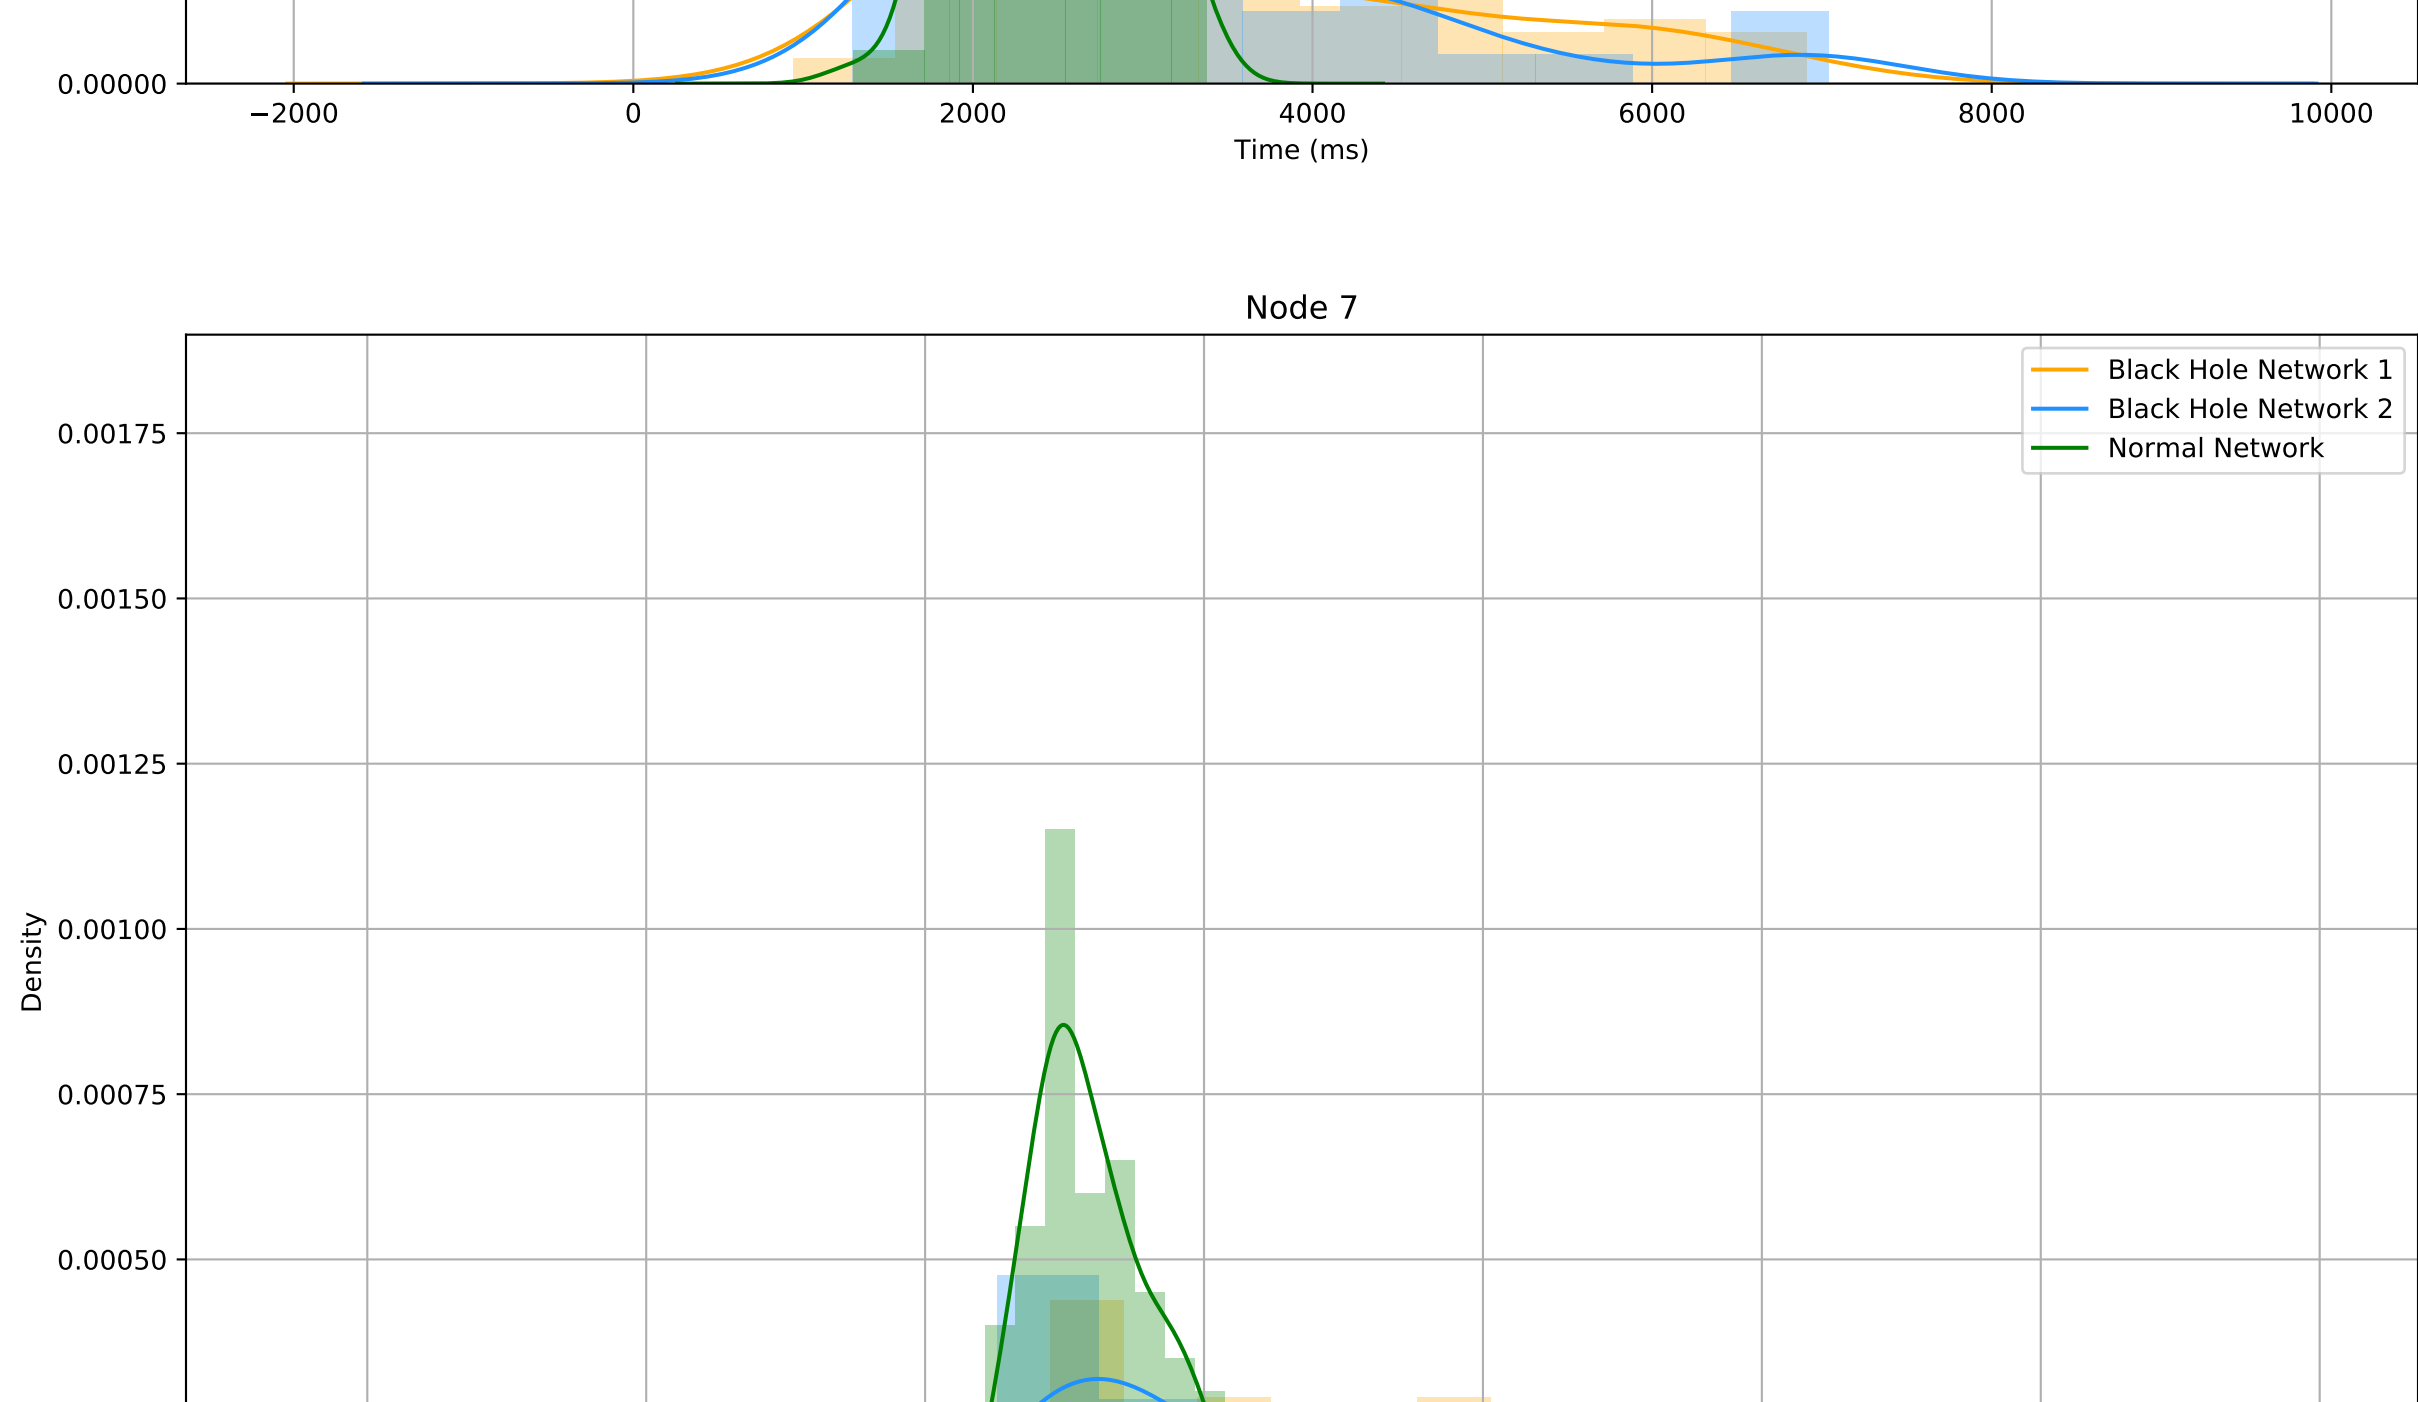 0.00000
−2000 0 2000 4000 6000 8000 10000
Time (ms)
Node 7
Black Hole Network 1
Black Hole Network 2
Normal Network
0.00175
0.00150
0.00125
0.00100
0.00075
0.00050
Density